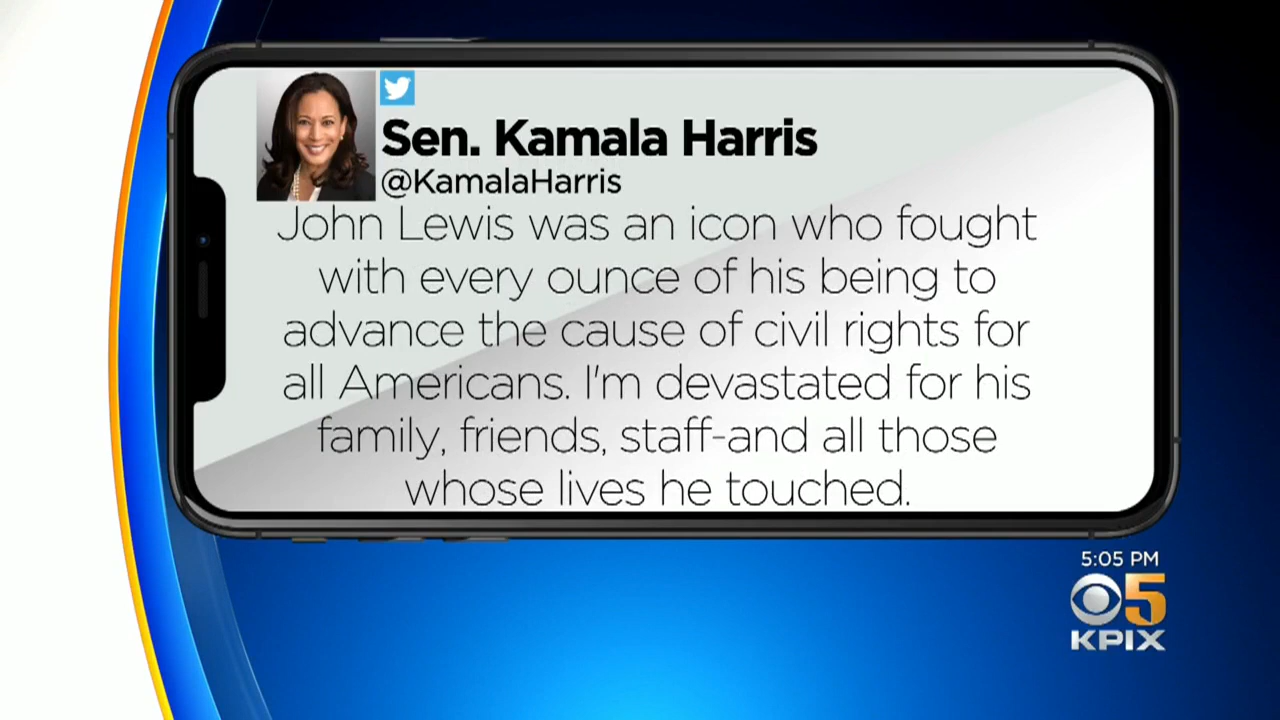 Sen. Kamala Harris
@KamalaHarris
John Lewis was an icon who fought
with every ounce of his being to
advance the cause of civil rights for
all Americans. I'm devastated for his
family, friends, staff-and all those
whose lives he touched.
5:05 PM
5
KPIX